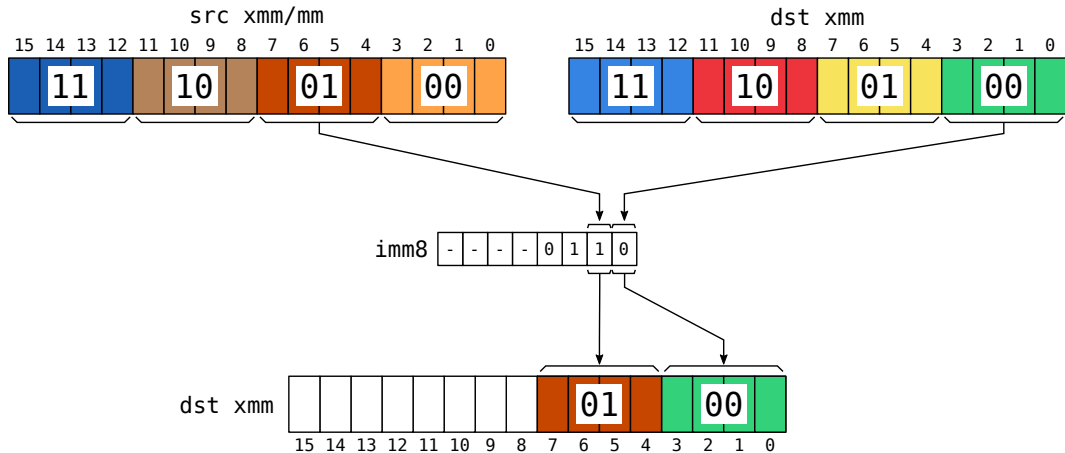 src xmm/mm dst xmm
15 14 13 12 11 10 9 8 7 6 5 4 3 2 1 0 15 14 13 12 11 10 9 8 7 6 5 4 3 2 1 0
11 10 01 00 11 10 01 00
imm8 - - - - 0 1 1 0
dst xmm 01 00
15 14 13 12 11 10 9 8 7 6 5 4 3 2 1 0